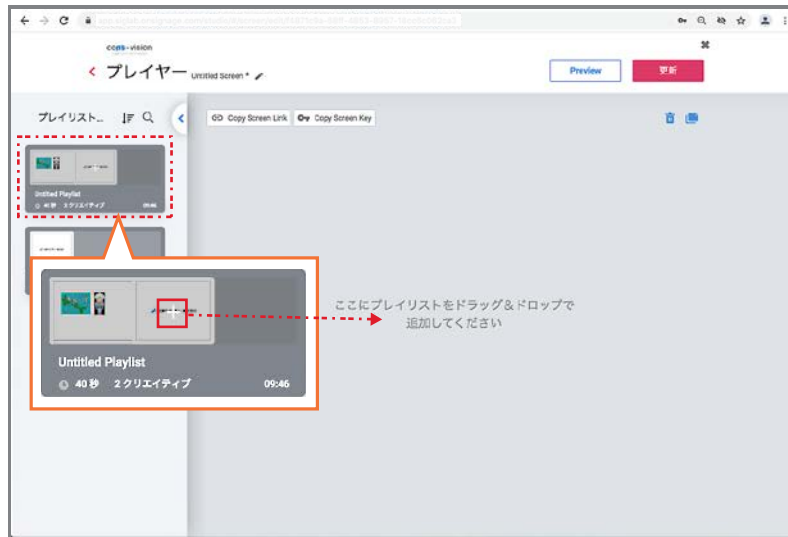 ccns-vision
プレイヤー Untitled Screen *
Preview
更新
プレイリスト…
Copy Screen Link
Copy Screen Key
Untitled Playlist
40秒 2クリエイティブ 09:46
ここにプレイリストをドラッグ&ドロップで
追加してください
Untitled Playlist
40秒 2クリエイティブ 09:46